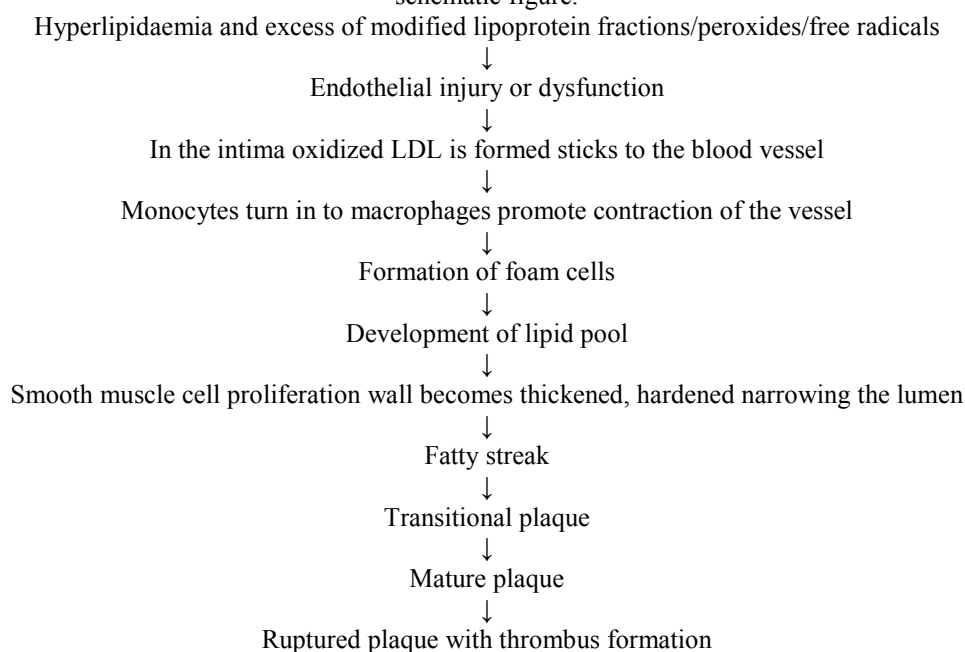 schematic figure.
Hyperlipidaemia and excess of modified lipoprotein fractions/peroxides/free radicals
↓
Endothelial injury or dysfunction
↓
In the intima oxidized LDL is formed sticks to the blood vessel
↓
Monocytes turn in to macrophages promote contraction of the vessel
↓
Formation of foam cells
↓
Development of lipid pool
↓
Smooth muscle cell proliferation wall becomes thickened, hardened narrowing the lumen
↓
Fatty streak
↓
Transitional plaque
↓
Mature plaque
↓
Ruptured plaque with thrombus formation